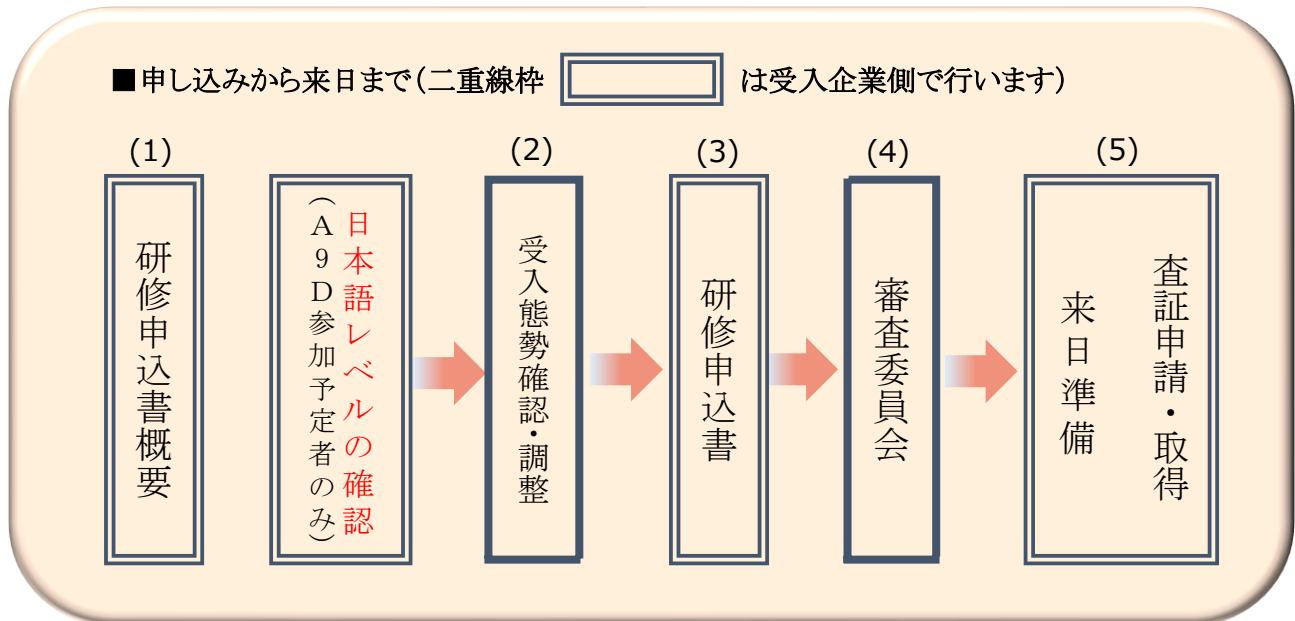 ■申し込みから来日まで(二重線枠 は受入企業側で行います)
(1)
研修申込書概要
日本語レベルの確認
(A9D参加予定者のみ)
(2)
受入態勢確認・調整
(3)
研修申込書
(4)
審査委員会
(5)
査証申請・取得
来日準備